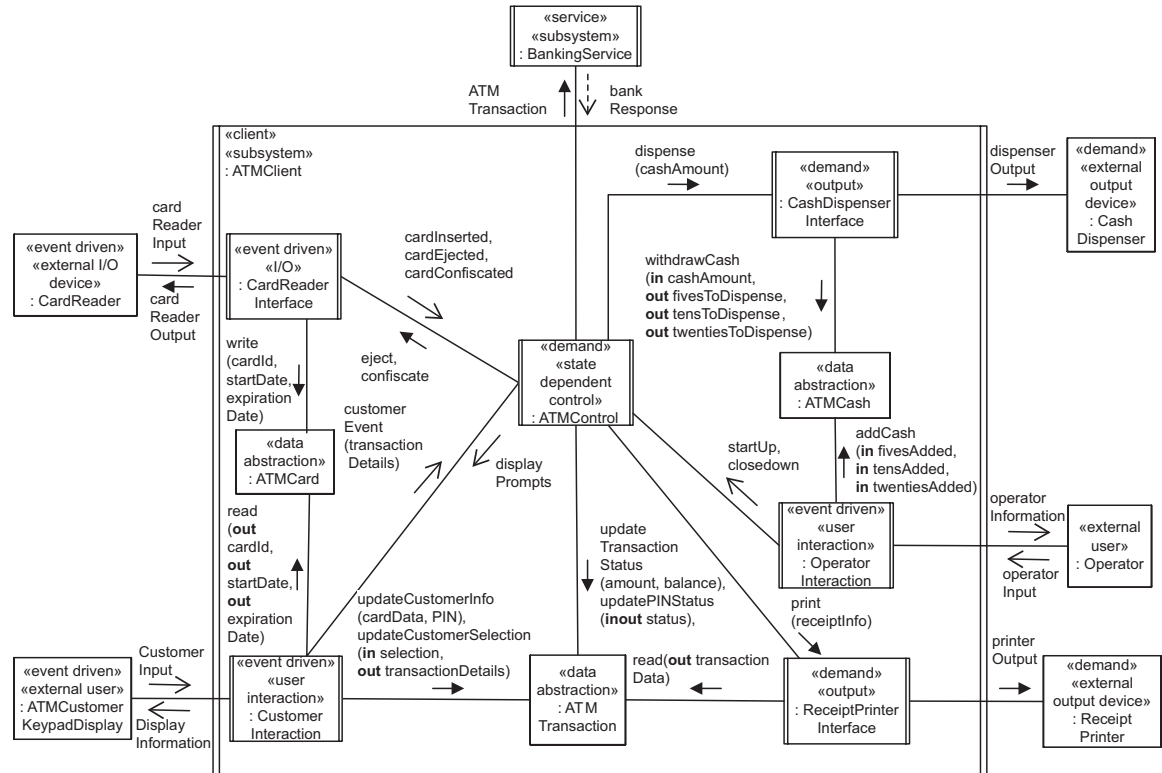 «service»
«subsystem»
: BankingService
ATM
Transaction
bank
Response
«client»
«subsystem»
: ATMClient
dispense
(cashAmount)
«demand»
«output»
: CashDispenser
Interface
dispenser
Output
«demand»
«external
output
device»
: Cash
Dispenser
card
Reader
Input
«event driven»
«external I/O
device»
: CardReader
card
Reader
Output
«event driven»
«I/O»
: CardReader
Interface
cardInserted,
cardEjected,
cardConfiscated
eject,
confiscate
withdrawCash
(in cashAmount,
out fivesToDispense,
out tensToDispense,
out twentiesToDispense)
write
(cardId,
startDate,
expiration
Date)
«demand»
«state
dependent
control»
: ATMControl
«data
abstraction»
: ATMCash
customer
Event
(transaction
Details)
«data
abstraction»
: ATMCard
display
Prompts
startUp,
closedown
addCash
(in fivesAdded,
in tensAdded,
in twentiesAdded)
read
(out
cardId,
out
startDate,
out
expiration
Date)
update
Transaction
Status
(amount, balance),
updatePINStatus
(inout status),
«event driven»
«user
interaction»
: Operator
Interaction
operator
Information
operator
Input
«external
user»
: Operator
updateCustomerInfo
(cardData, PIN),
updateCustomerSelection
(in selection,
out transactionDetails)
print
(receiptInfo)
Customer
Input
«event driven»
«external user»
: ATMCustomer
KeypadDisplay
Display
Information
«event driven»
«user
interaction»
: Customer
Interaction
«data
abstraction»
: ATM
Transaction
read(out transaction
Data)
«demand»
«output»
: ReceiptPrinter
Interface
printer
Output
«demand»
«external
output device»
: Receipt
Printer